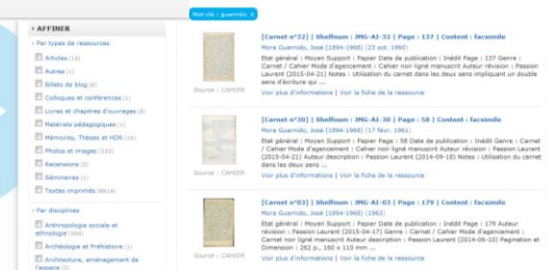 Mot-clé : guarnido x
› AFFINER
› Par types de ressources
Articles (10)
Autres (1)
Billets de blog (8)
Colloques et conférences (1)
Livres et chapitres d'ouvrages (8)
Matériels pédagogiques (1)
Mémoires, Thèses et HDR (16)
Photos et images (333)
Recensions (2)
Séminaires (1)
Textes imprimés (8914)
› Par disciplines
Anthropologie sociale et
ethnologie (350)
Archéologie et Préhistoire (1)
Architecture, aménagement de
l'espace (2)
[Carnet n°32] | Shelfnum : JMG-AI-32 | Page : 137 | Content : facsimile
Mora Guarnido, José (1894-1968) (23 oct. 1960)
Etat général : Moyen Support : Papier Date de publication : Inédit Page : 137 Genre :
Carnet / Cahier Mode d'agencement : Cahier noir ligné manuscrit Auteur révision : Passion
Laurent (2015-04-21) Notes : Utilisation du carnet dans les deux sens impliquant un double
sens d'écriture qui ...
Voir plus d'informations | Voir la fiche de la ressource
Source : CAHIER
[Carnet n°30] | Shelfnum : JMG-AI-30 | Page : 58 | Content : facsimile
Mora Guarnido, José (1894-1968) (17 févr. 1961)
Etat général : Moyen Support : Papier Page : 58 Date de publication : Inédit Genre : Carnet
/ Cahier Mode d'agencement : Cahier noir ligné manuscrit Auteur révision : Passion Laurent
(2015-04-21) Auteur description : Passion Laurent (2014-09-18) Notes : Utilisation du carnet
dans les deux sens ...
Voir plus d'informations | Voir la fiche de la ressource
Source : CAHIER
[Carnet n°03] | Shelfnum : JMG-AI-03 | Page : 179 | Content : facsimile
Mora Guarnido, José (1894-1968) (1963)
Etat général : Moyen Support : Papier Date de publication : Inédit Page : 179 Auteur
révision : Passion Laurent (2015-04-17) Genre : Carnet / Cahier Mode d'agencement :
Carnet noir ligné manuscrit Auteur description : Passion Laurent (2014-06-10) Pagination et
Dimension : 262 p., 160 x 110 mm ...
Voir plus d'informations | Voir la fiche de la ressource
Source : CAHIER